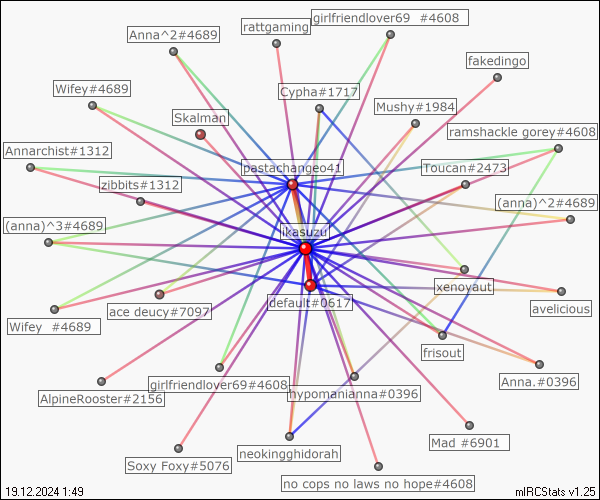 girlfriendlover69  #4608
rattgaming
Anna^2#4689
fakedingo
Wifey#4689
Cypha#1717
Mushy#1984
Skalman
ramshackle gorey#4608
Annarchist#1312
pastachangeo41
Toucan#2473
zibbits#1312
(anna)^2#4689
(anna)^3#4689
likasuzu
xenoyaut
default#0617
avelicious
ace deucy#7097
Wifey  #4689
frisout
girlfriendlover69#4608
Anna.#0396
hypomanianna#0396
AlpineRooster#2156
Mad #6901
neokingghidorah
Soxy Foxy#5076
no cops no laws no hope#4608
19.12.2024 1:49
mIRCStats v1.25